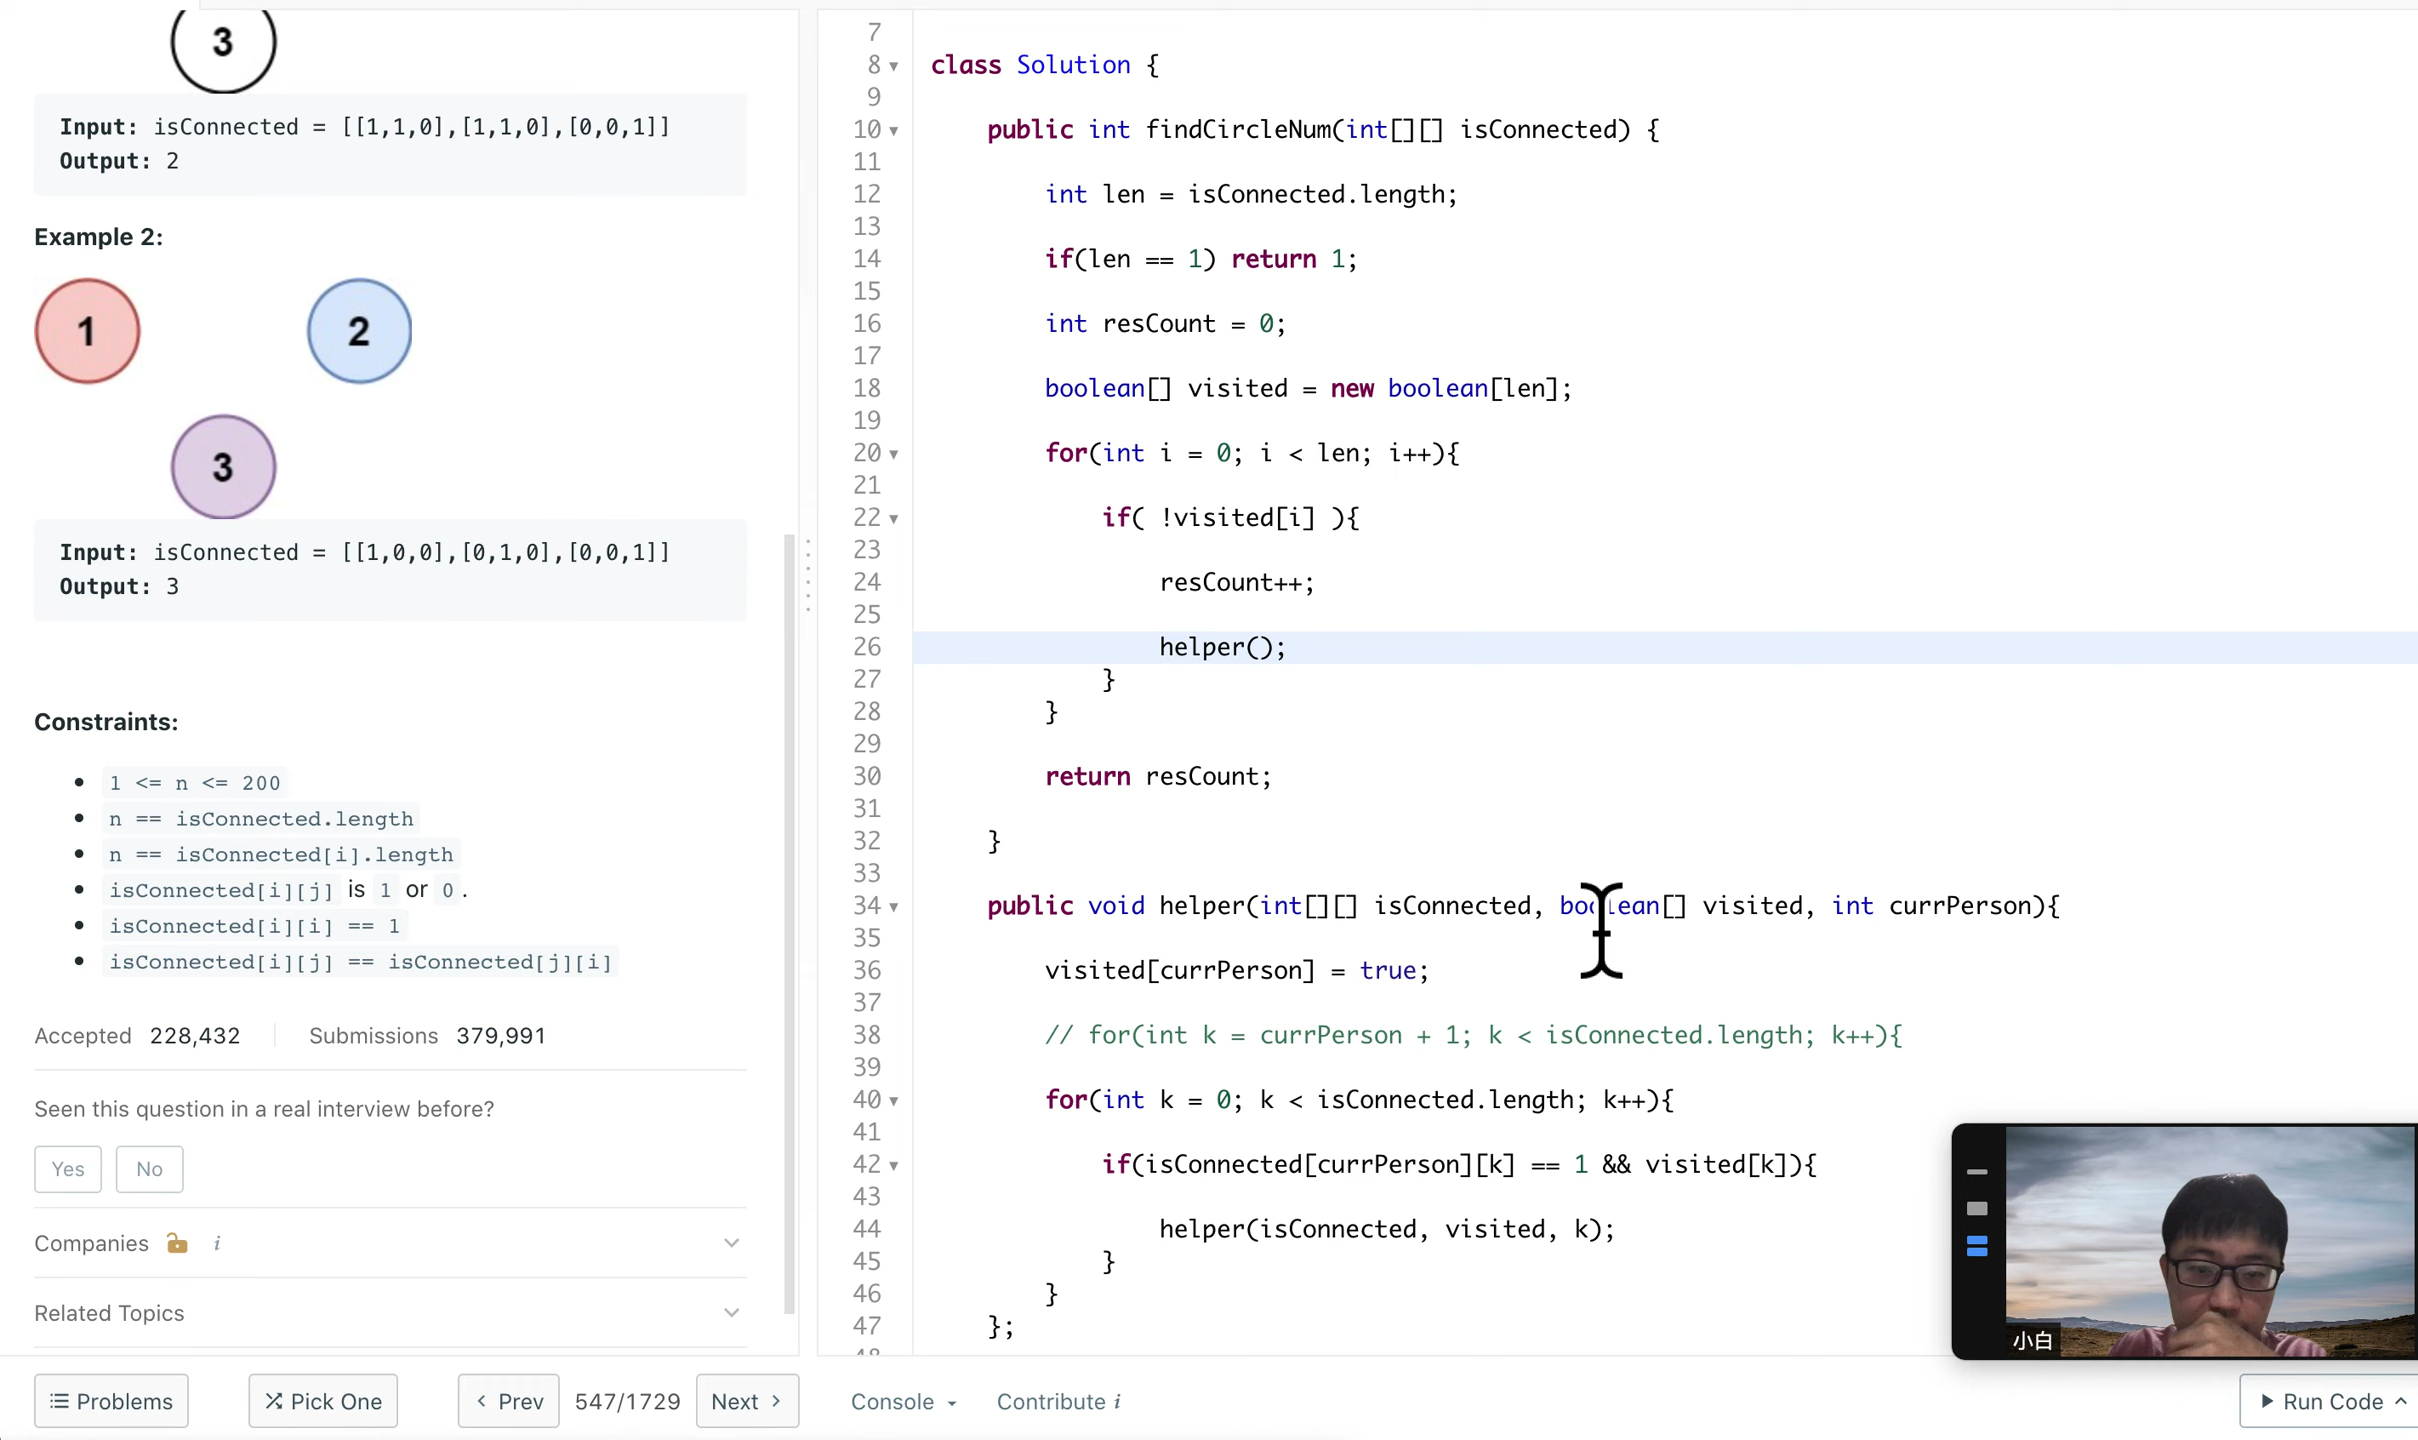 3
Input: isConnected = [[1,1,0],[1,1,0],[0,0,1]]
Output: 2
Example 2:
1
2
3
Input: isConnected = [[1,0,0],[0,1,0],[0,0,1]]
Output: 3
Constraints:
1 <= n <= 200
n == isConnected.length
n == isConnected[i].length
isConnected[i][j] is 1 or 0.
isConnected[i][i] == 1
isConnected[i][j] == isConnected[j][i]
Accepted 228,432 Submissions 379,991
Seen this question in a real interview before?
Yes No
Companies i
Related Topics
Problems Pick One Prev 547/1729 Next
7
8 class Solution {
9
10 public int findCircleNum(int[][] isConnected) {
11
12 int len = isConnected.length;
13
14 if(len == 1) return 1;
15
16 int resCount = 0;
17
18 boolean[] visited = new boolean[len];
19
20 for(int i = 0; i < len; i++){
21
22 if( !visited[i] ){
23
24 resCount++;
25
26 helper();
27 }
28 }
29
30 return resCount;
31
32 }
33
34 public void helper(int[][] isConnected, boolean[] visited, int currPerson){
35
36 visited[currPerson] = true;
37
38 // for(int k = currPerson + 1; k < isConnected.length; k++){
39
40 for(int k = 0; k < isConnected.length; k++){
41
42 if(isConnected[currPerson][k] == 1 && visited[k]){
43
44 helper(isConnected, visited, k);
45 }
46 }
47 };
小白
Console Contribute i
Run Code